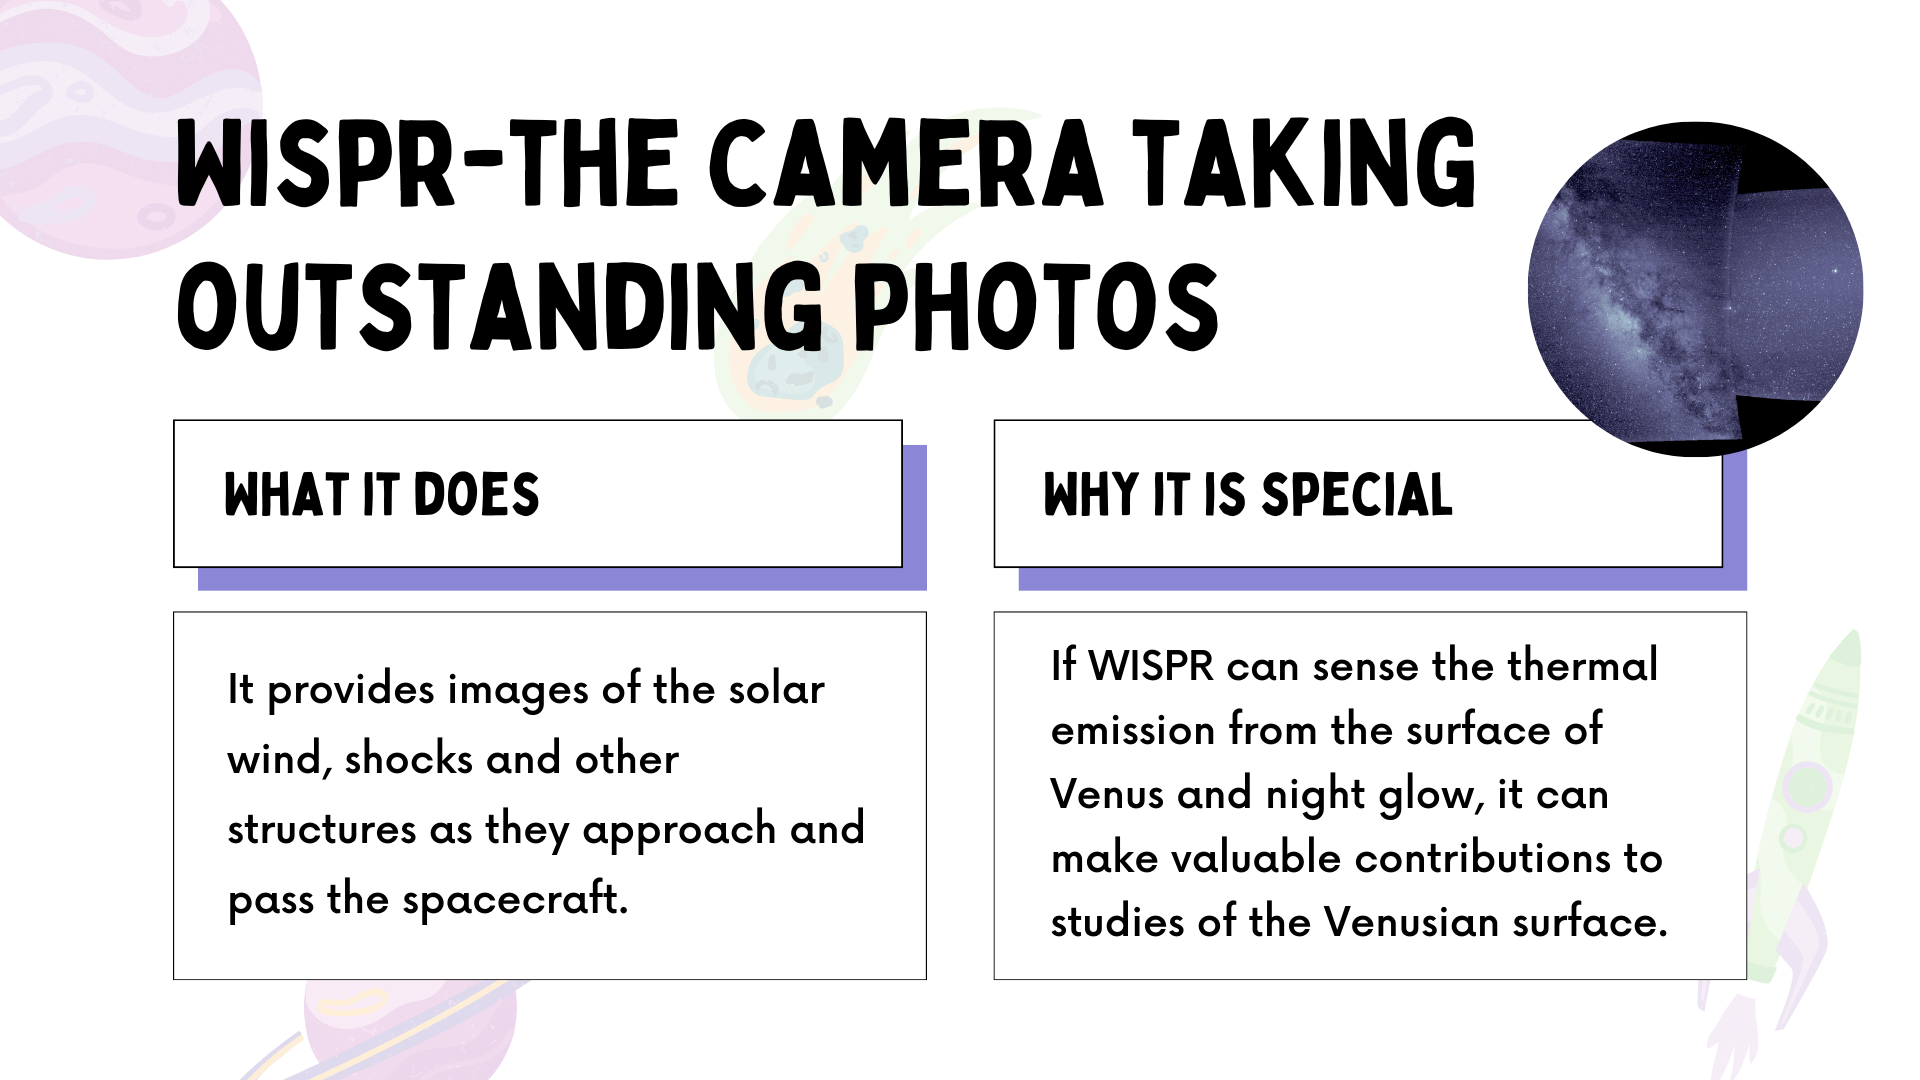 WISPR-THE CAMERA TAKING
OUTSTANDING PHOTOS
WHAT IT DOES
It provides images of the solar
wind, shocks and other
structures as they approach and
pass the spacecraft.
WHY IT IS SPECIAL
If WISPR can sense the thermal
emission from the surface of
Venus and night glow, it can
make valuable contributions to
studies of the Venusian surface.